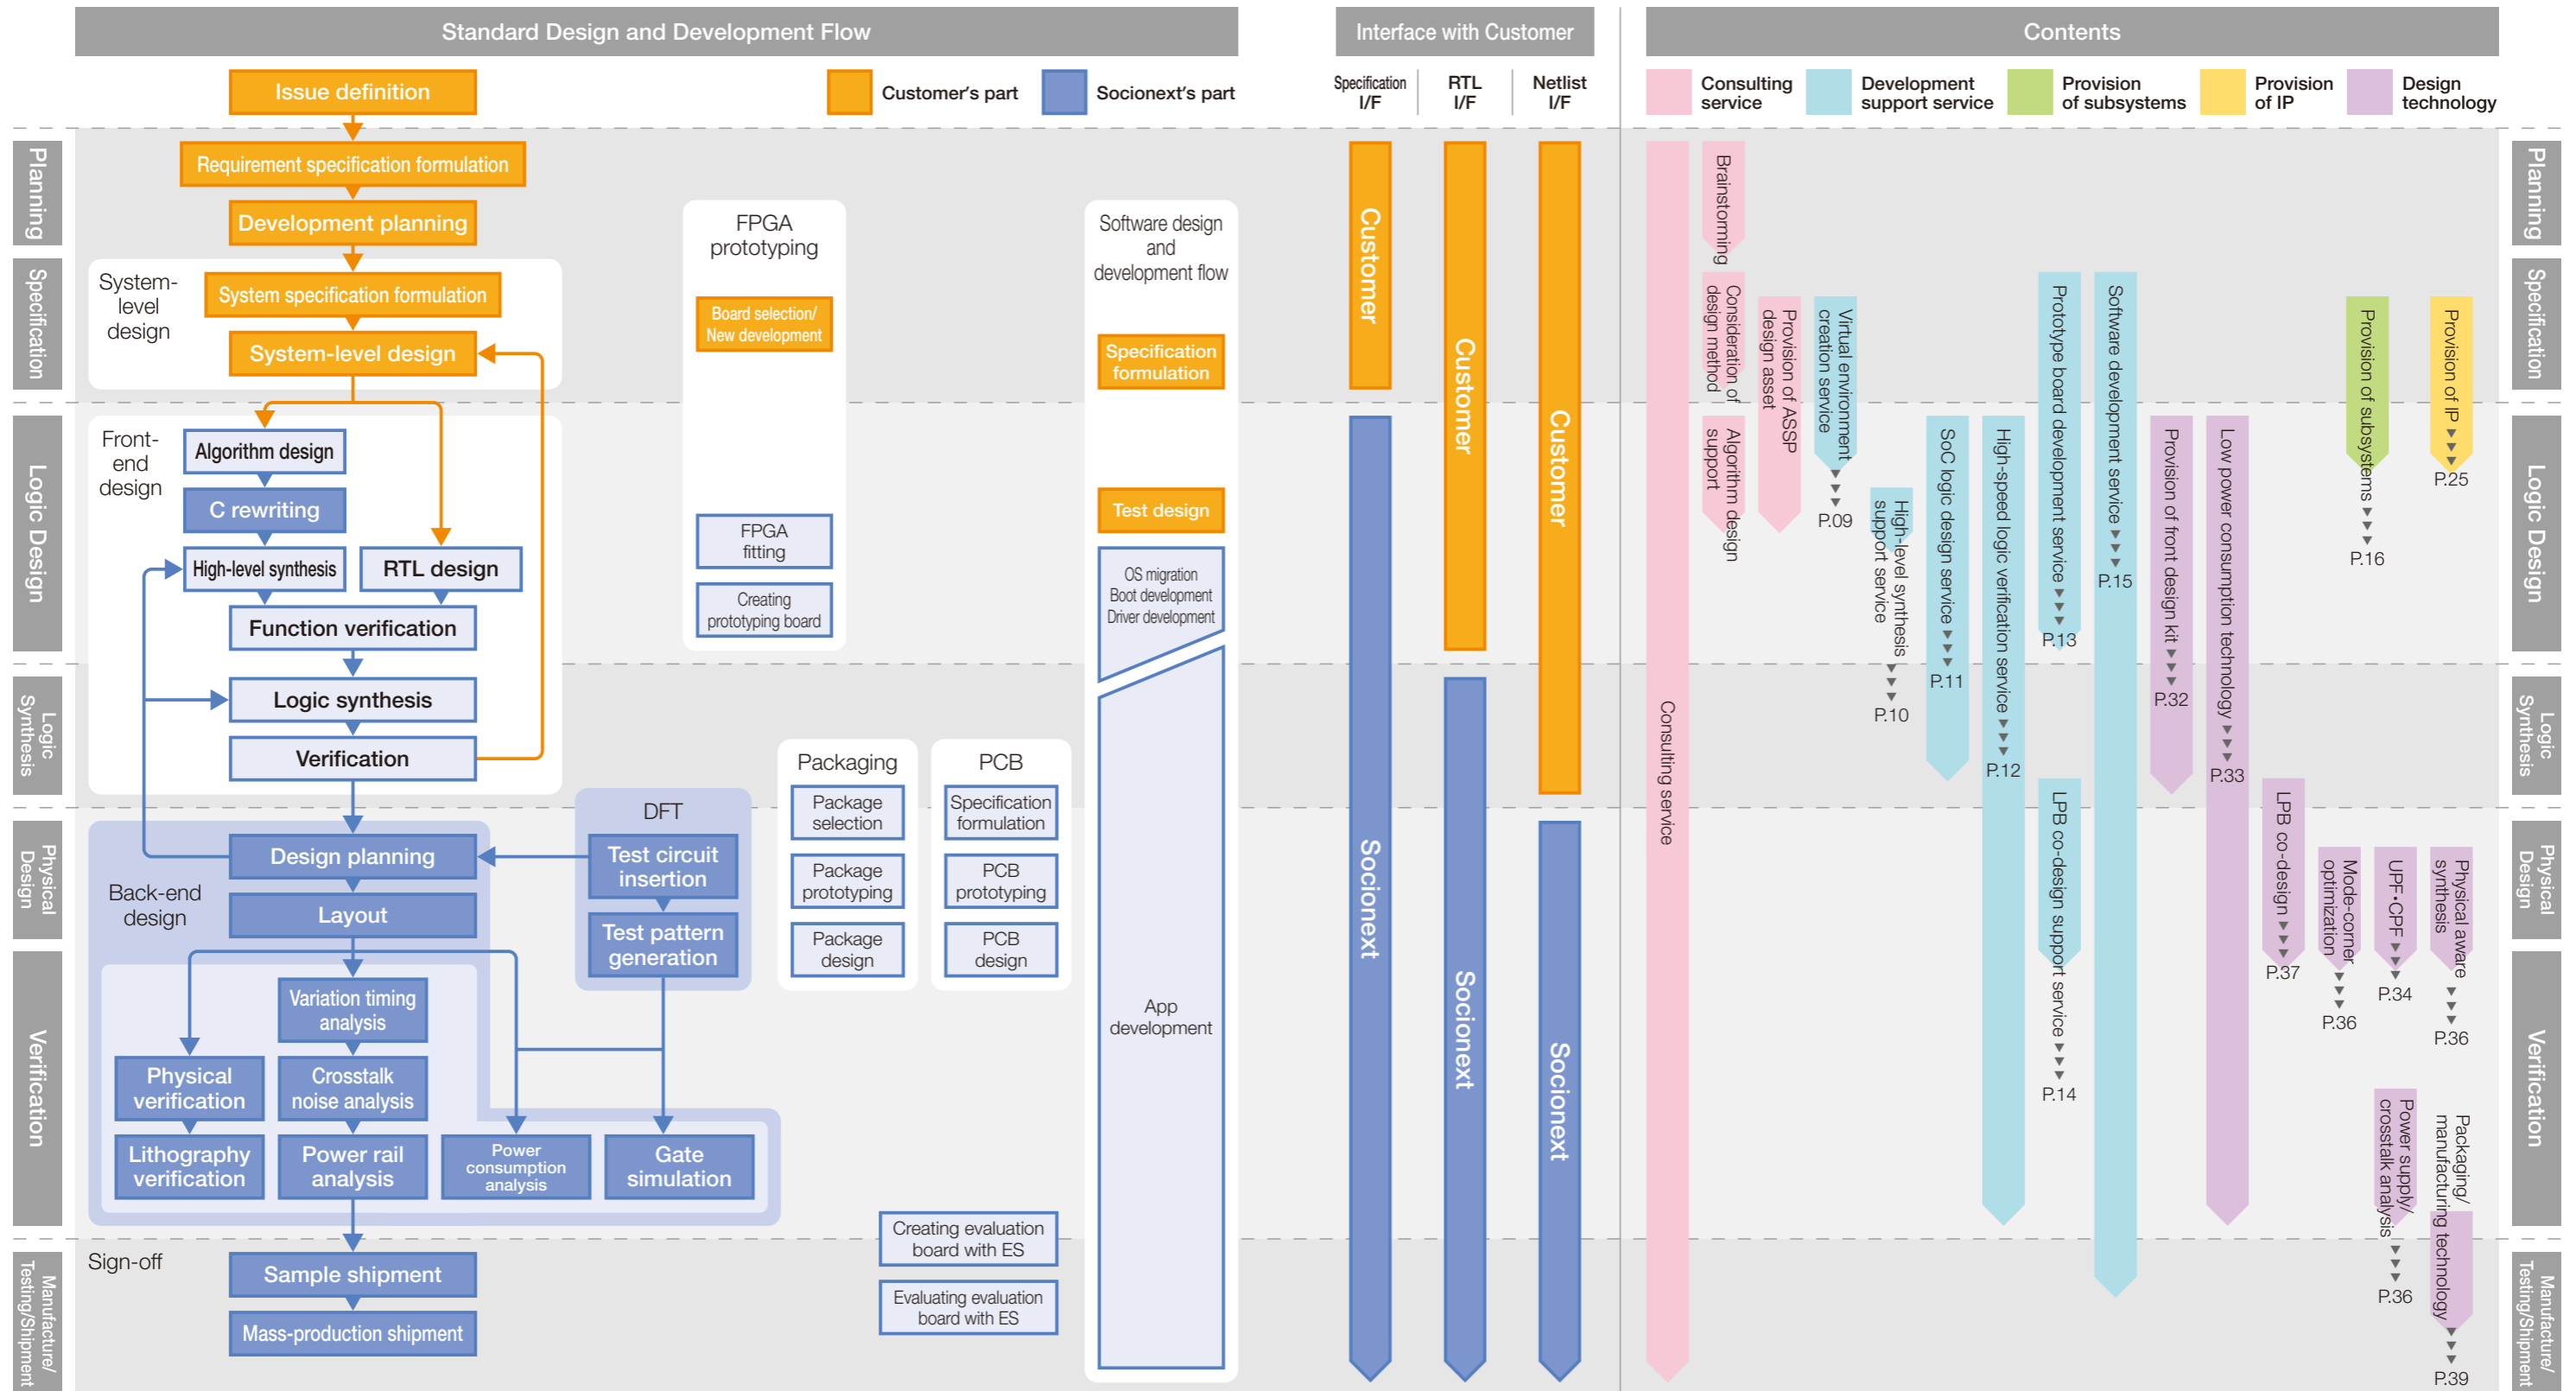 Standard Design and Development Flow
Interface with Customer
Contents
Customer's part
Socionext's part
Specification
I/F
RTL
I/F
Netlist
I/F
Consulting
service
Development
support service
Provision
of subsystems
Provision
of IP
Design
technology
Planning
Specification
Logic Design
Logic
Synthesis
Physical
Design
Verification
Manufacture/
Testing/Shipment
Issue definition
Requirement specification formulation
Development planning
System-
level
design
System specification formulation
System-level design
Front-
end
design
Algorithm design
C rewriting
High-level synthesis
RTL design
Function verification
Logic synthesis
Verification
Back-end
design
Design planning
Layout
Variation timing
analysis
Physical
verification
Crosstalk
noise analysis
Lithography
verification
Power rail
analysis
Power
consumption
analysis
Gate
simulation
DFT
Test circuit
insertion
Test pattern
generation
Sign-off
Sample shipment
Mass-production shipment
FPGA
prototyping
Board selection/
New development
FPGA
fitting
Creating
prototyping board
Packaging
Package
selection
Package
prototyping
Package
design
PCB
Specification
formulation
PCB
prototyping
PCB
design
Creating evaluation
board with ES
Evaluating evaluation
board with ES
Software design
and
development flow
Specification
formulation
Test design
OS migration
Boot development
Driver development
App
development
Customer
Socionext
Customer
Socionext
Customer
Socionext
Consulting service
Brainstorming
Consideration of
design method
Algorithm design
support
Provision of ASSP
design asset
Virtual environment
creation service ▼▼▼
P.09
High-level synthesis
support service ▼▼▼
P.10
SoC logic design service ▼▼▼
P.11
High-speed logic verification service ▼▼▼
P.12
Prototype board development service ▼▼▼
P.13
LPB co-design support service ▼▼▼
P.14
Software development service ▼▼▼
P.15
Provision of front design kit ▼▼▼
P.32
Low power consumption technology ▼▼▼
P.33
LPB co-design ▼▼▼
P.37
Mode-corner
optimization ▼▼▼
P.36
Provision of subsystems ▼▼▼
P.16
UPF•CPF ▼▼▼
P.34
Power supply/
crosstalk analysis ▼▼▼
P.36
Provision of IP ▼▼▼
P.25
Physical aware
synthesis ▼▼▼
P.36
Packaging/
manufacturing technology ▼▼▼
P.39
Planning
Specification
Logic Design
Logic
Synthesis
Physical
Design
Verification
Manufacture/
Testing/Shipment